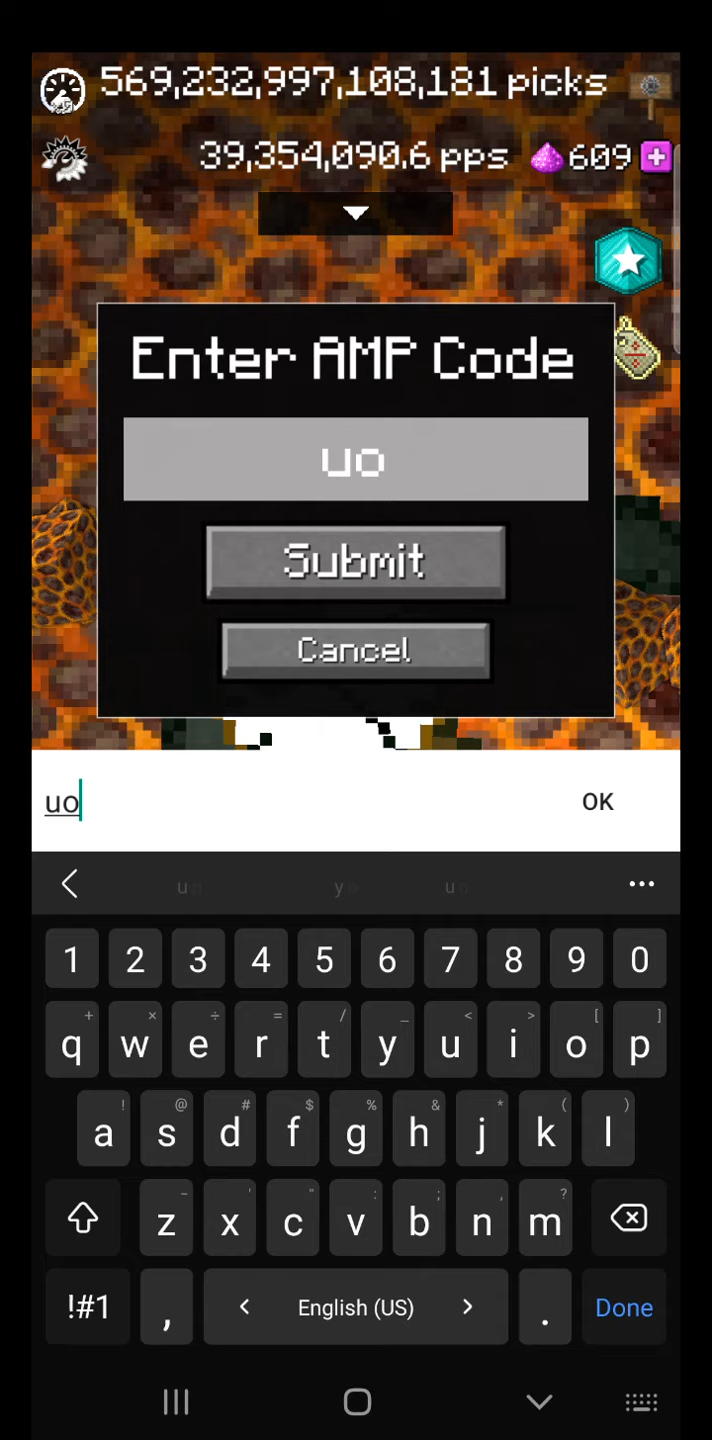 569,232,997,108,181 picks
39,354,090.6 pps 609 +
Enter AMP Code
uo
Submit
Cancel
uo OK
1 2 3 4 5 6 7 8 9 0
+ × ÷ = / _ < > [ ]
q w e r t y u i o p
! @ # $ % & * ( )
a s d f g h j k l
- ' " : ; , ?
z x c v b n m
!#1 , < English (US) > . Done